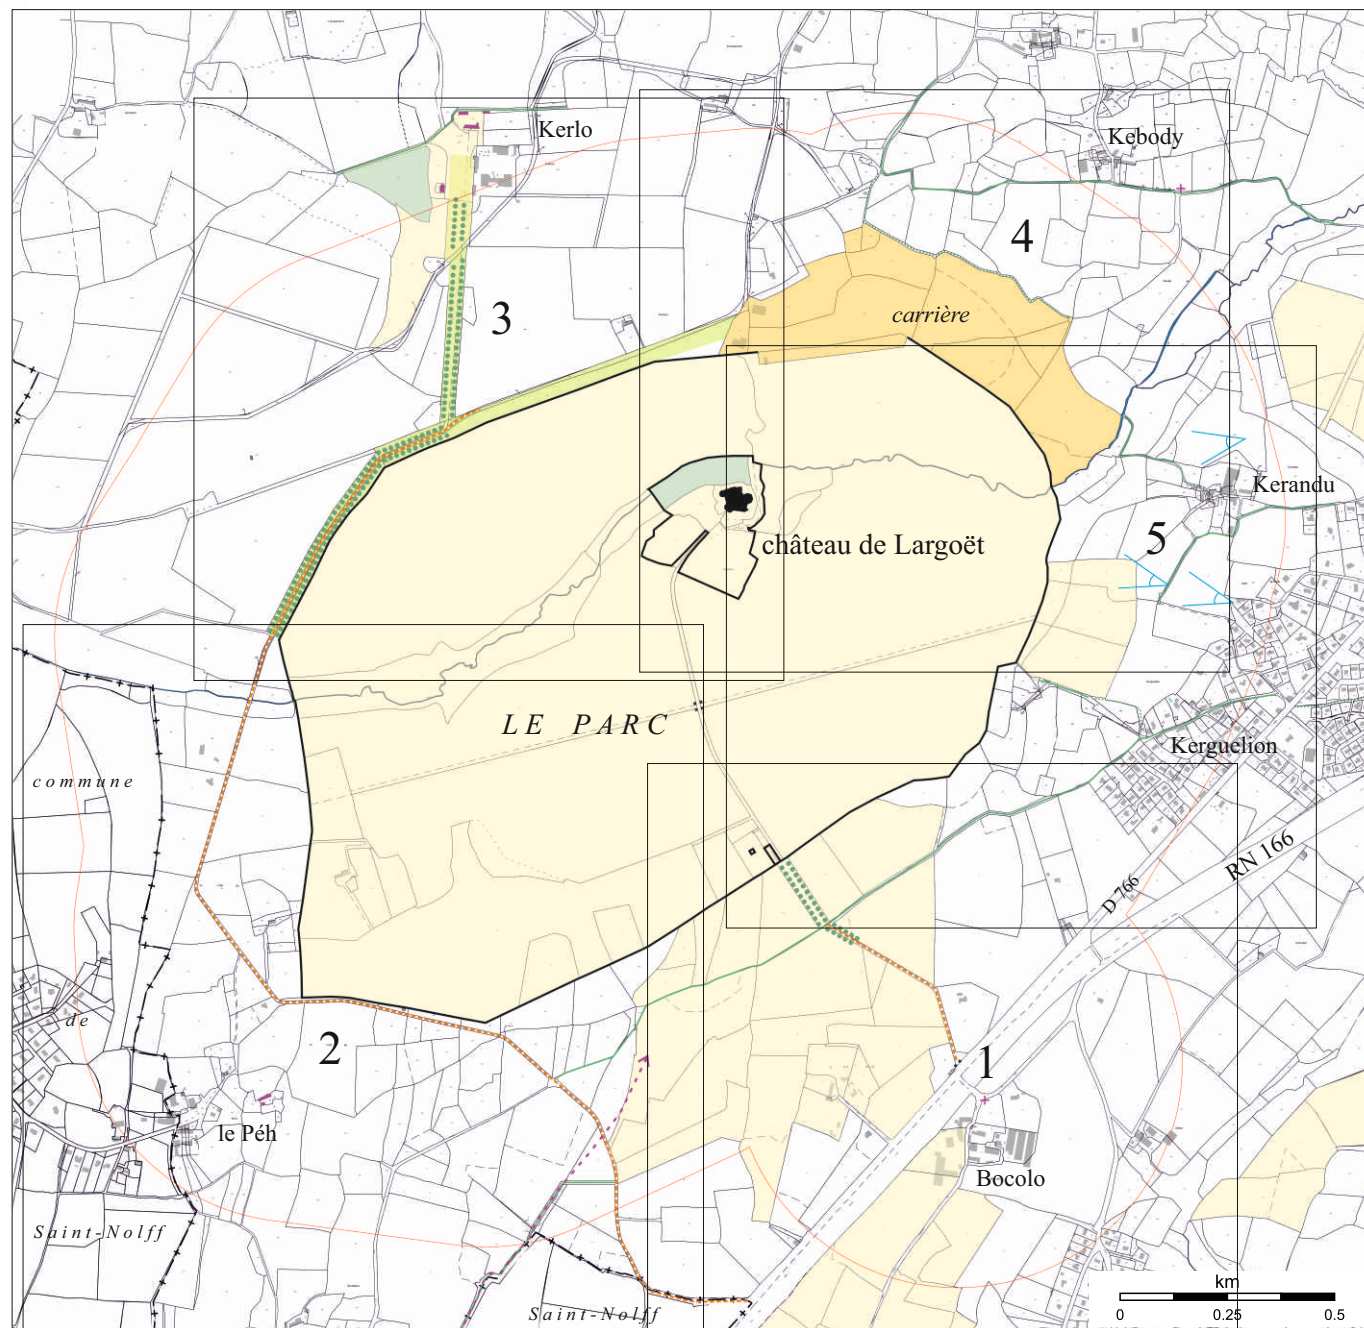 Kerlo
Kebody
4
3
carrière
Kerandu
château de Largoët
5
LE PARC
Kerguelion
commune
RN 166
D 766
de
2
1
le Péh
Bocolo
Saint-Nolff
Saint-Nolff
km
0 0.25 0.5